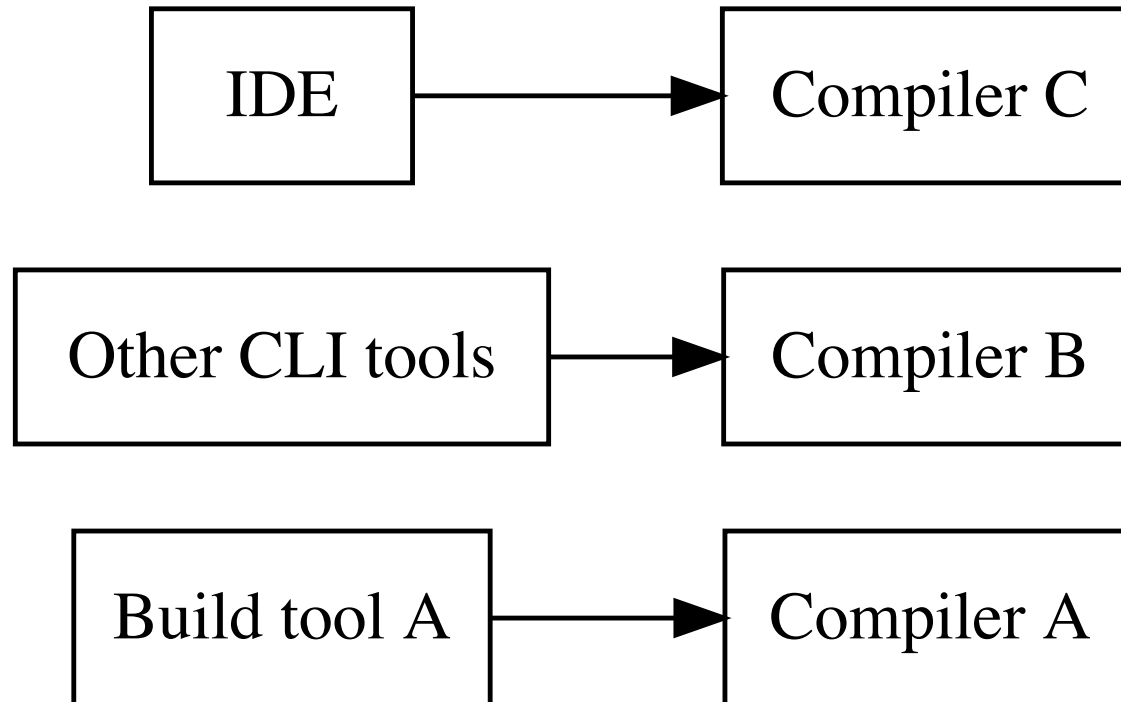 IDE
Compiler C
Other CLI tools
Compiler B
Build tool A
Compiler A